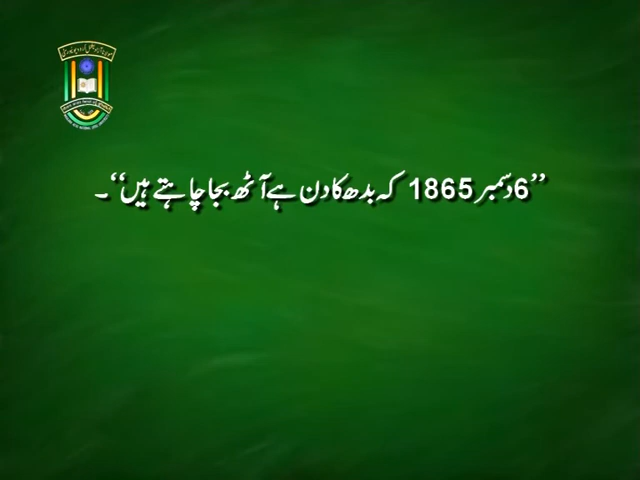 ”6 دسمبر 1865 کہ بدھ کا دن ہے آٹھ بجا چاہتے ہیں“۔